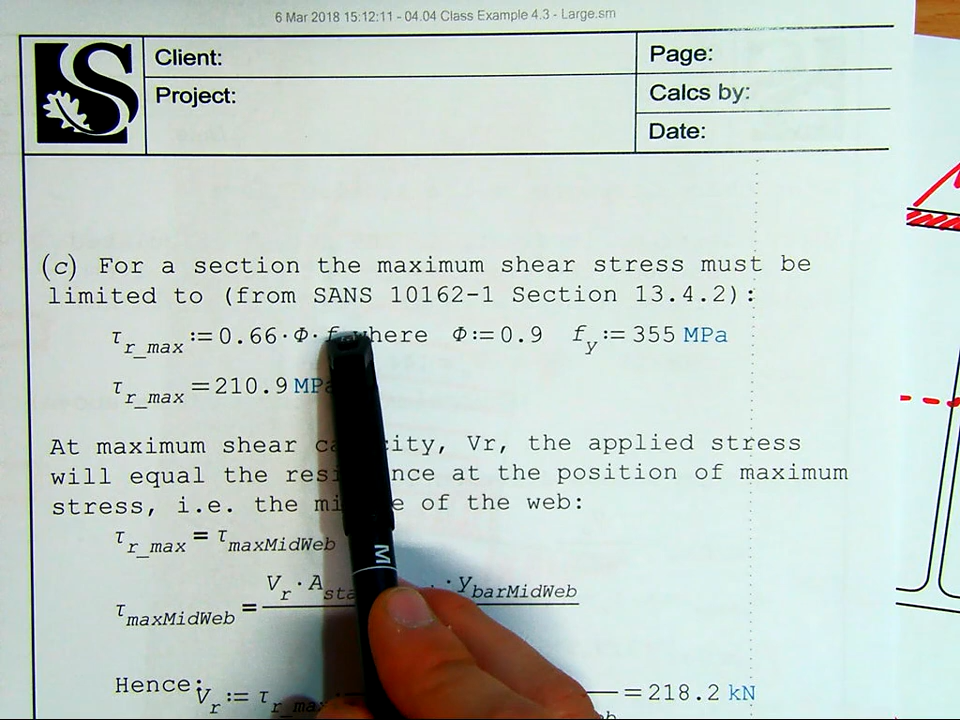 6 Mar 2018 15:12:11 - 04.04 Class Example 4.3 - Large.sm
S
Client:
Page:
Project:
Calcs by:
Date:
(c) For a section the maximum shear stress must be
limited to (from SANS 10162-1 Section 13.4.2):
τr_max := 0.66·Φ·f where Φ := 0.9 fy := 355 MPa
τr_max = 210.9 MPa
At maximum shear city, Vr, the applied stress
will equal the resi nce at the position of maximum
stress, i.e. the mi e of the web:
τr_max = τmaxMidWeb
τmaxMidWeb = Vr · Asta · ybarMidWeb
Hence:
Vr := τr_max = 218.2 kN
M